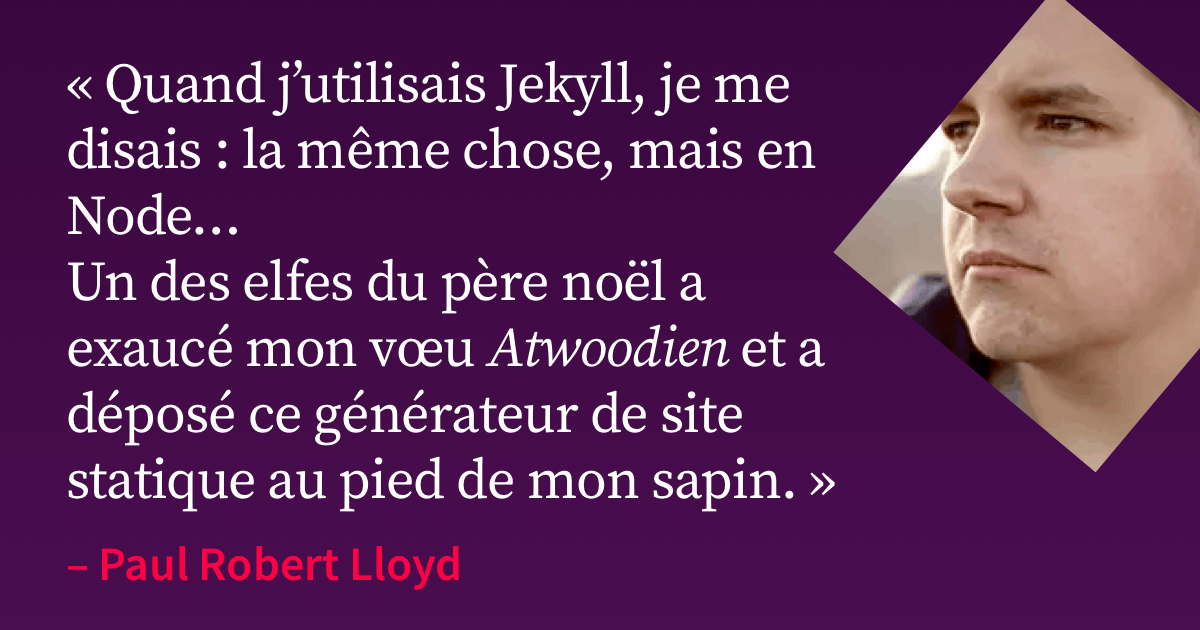 « Quand j’utilisais Jekyll, je me
disais : la même chose, mais en
Node…
Un des elfes du père noël a
exaucé mon vœu Atwoodien et a
déposé ce générateur de site
statique au pied de mon sapin. »
– Paul Robert Lloyd